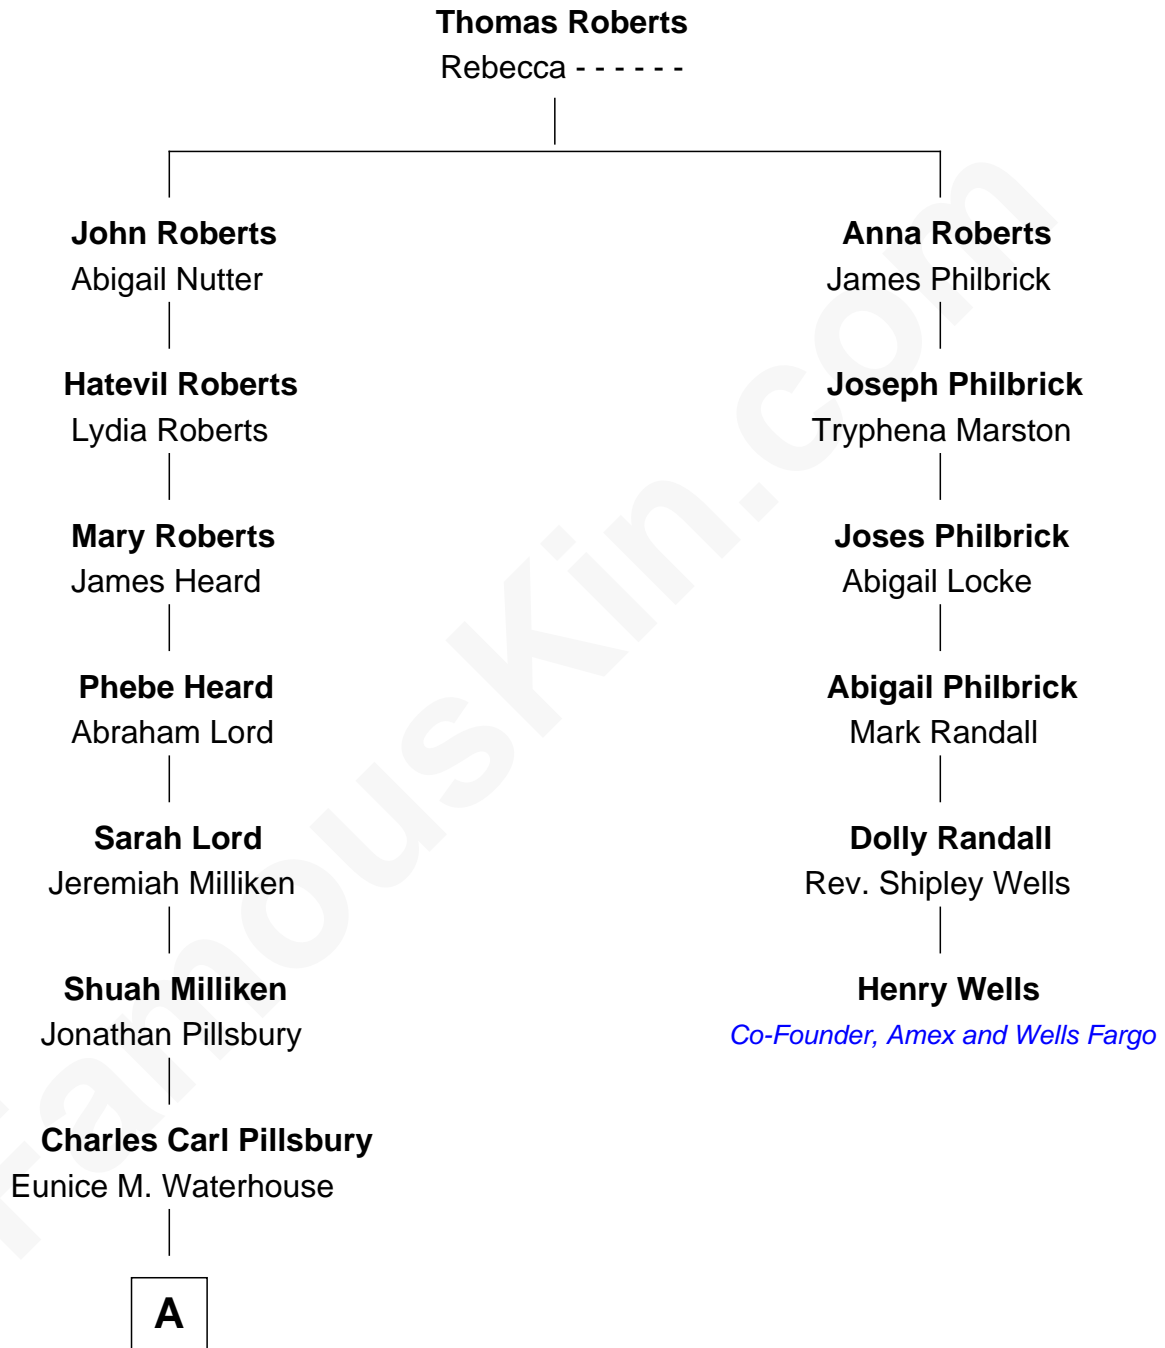 Thomas Roberts
Rebecca - - - - - -
John Roberts
Abigail Nutter
Anna Roberts
James Philbrick
Hatevil Roberts
Lydia Roberts
Joseph Philbrick
Tryphena Marston
Mary Roberts
James Heard
Joses Philbrick
Abigail Locke
Phebe Heard
Abraham Lord
Abigail Philbrick
Mark Randall
Sarah Lord
Jeremiah Milliken
Dolly Randall
Rev. Shipley Wells
Shuah Milliken
Jonathan Pillsbury
Henry Wells
Co-Founder, Amex and Wells Fargo
Charles Carl Pillsbury
Eunice M. Waterhouse
A
FamousKin.com